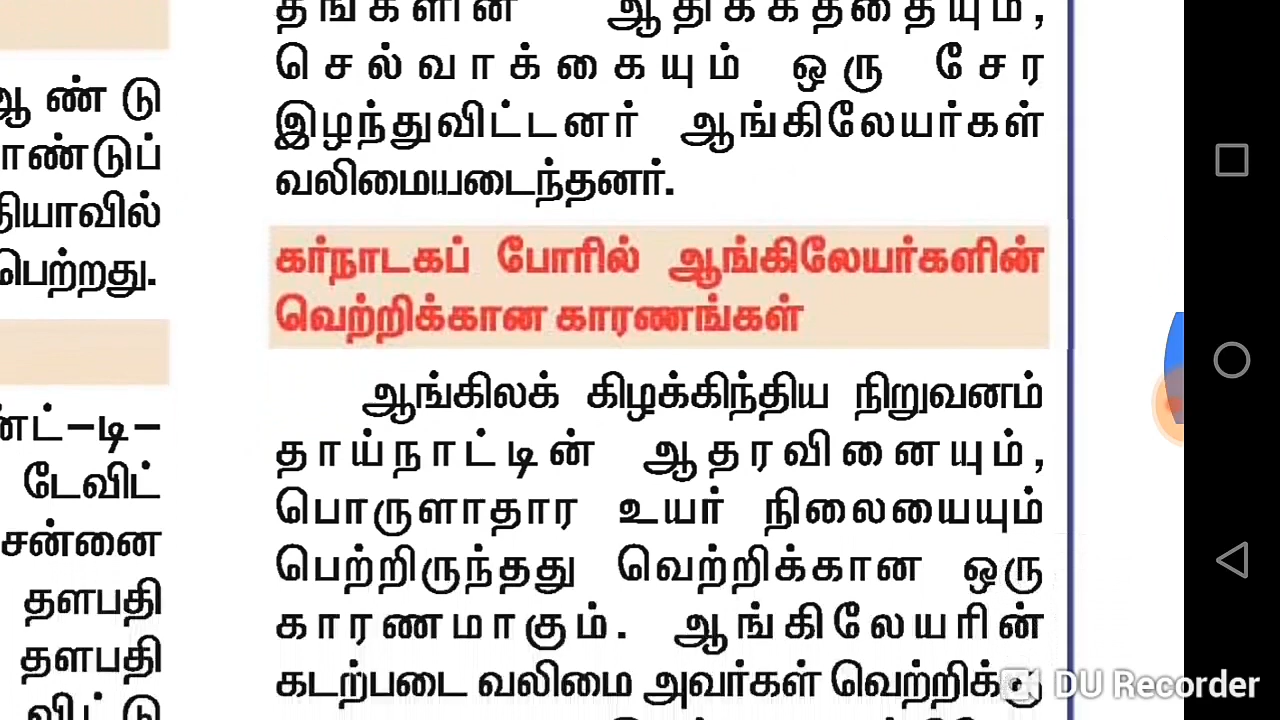 ஆண்டு
ாண்டுப்
தியாவில்
பெற்றது.
ண்ட்–டி–
டேவிட்
சென்னை
தளபதி
தளபதி
விட்டு
தங்களின் ஆதிக்கத்தையும்,
செல்வாக்கையும் ஒரு சேர
இழந்துவிட்டனர் ஆங்கிலேயர்கள்
வலிமையடைந்தனர்.
கர்நாடகப் போரில் ஆங்கிலேயர்களின்
வெற்றிக்கான காரணங்கள்
ஆங்கிலக் கிழக்கிந்திய நிறுவனம்
தாய்நாட்டின் ஆதரவினையும்,
பொருளாதார உயர் நிலையையும்
பெற்றிருந்தது வெற்றிக்கான ஒரு
காரணமாகும். ஆங்கிலேயரின்
கடற்படை வலிமை அவர்கள் வெற்றிக்கு
DU Recorder